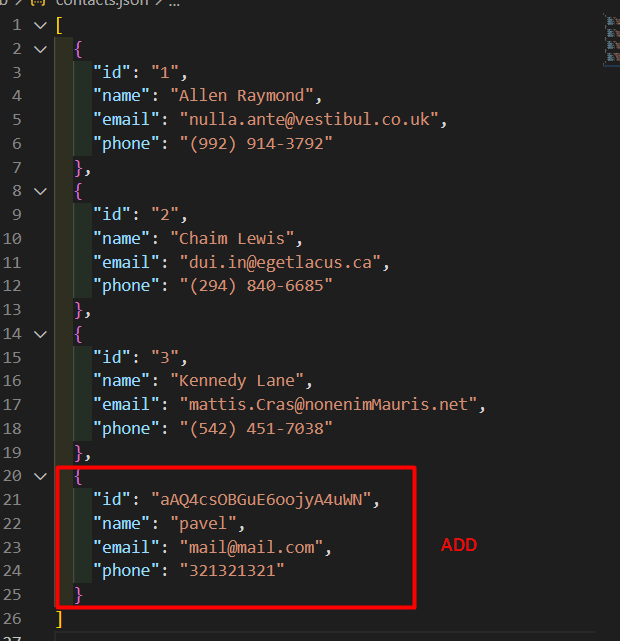 contacts.json > ...
1 [
2 {
3 "id": "1",
4 "name": "Allen Raymond",
5 "email": "nulla.ante@vestibul.co.uk",
6 "phone": "(992) 914-3792"
7 },
8 {
9 "id": "2",
10 "name": "Chaim Lewis",
11 "email": "dui.in@egetlacus.ca",
12 "phone": "(294) 840-6685"
13 },
14 {
15 "id": "3",
16 "name": "Kennedy Lane",
17 "email": "mattis.Cras@nonenimMauris.net",
18 "phone": "(542) 451-7038"
19 },
20 {
21 "id": "aAQ4csOBGuE6oojyA4uWN",
22 "name": "pavel",
23 "email": "mail@mail.com",
ADD
24 "phone": "321321321"
25 }
26 ]
27